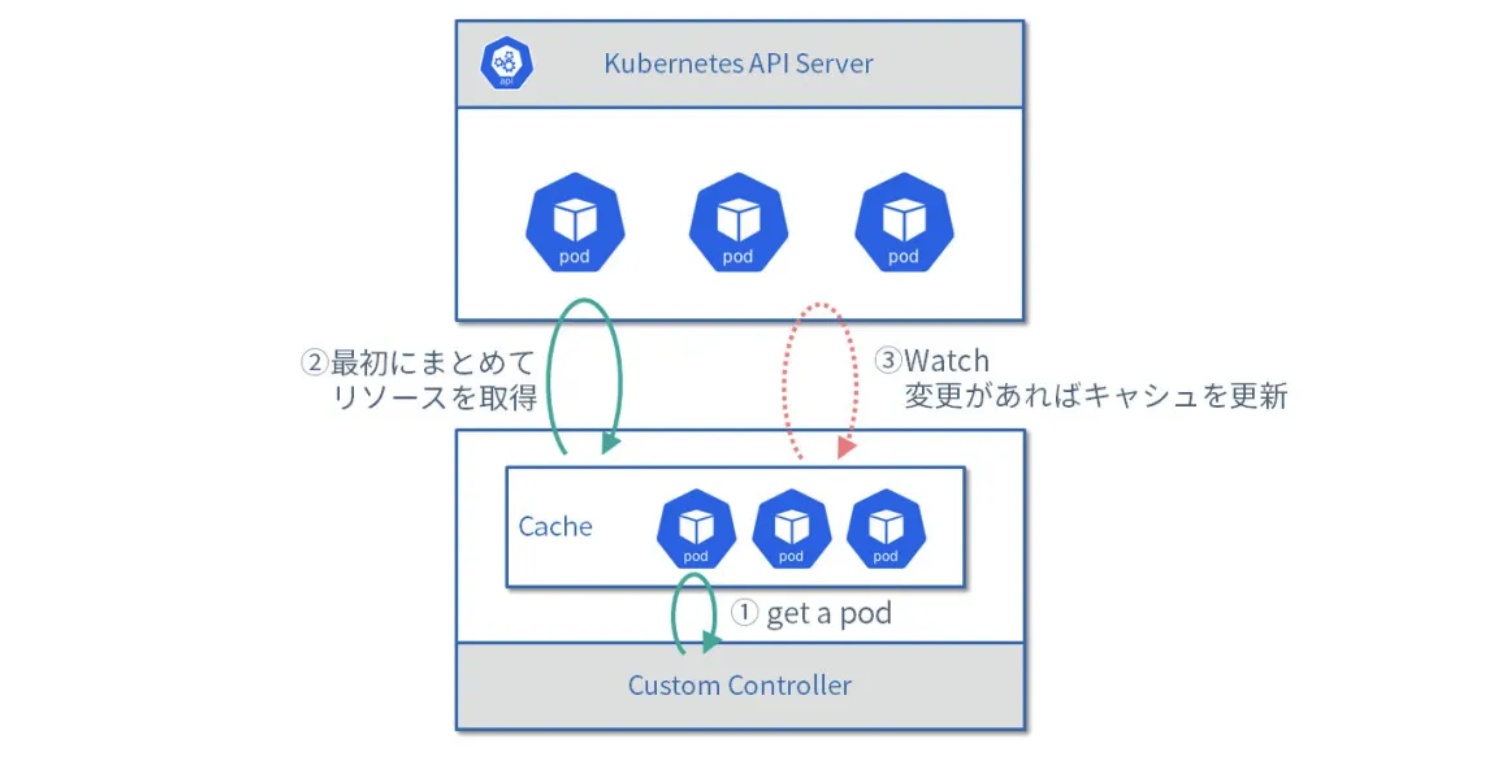 api
Kubernetes API Server
pod
pod
pod
②最初にまとめて
リソースを取得
③Watch
変更があればキャシュを更新
Cache
pod
pod
pod
① get a pod
Custom Controller